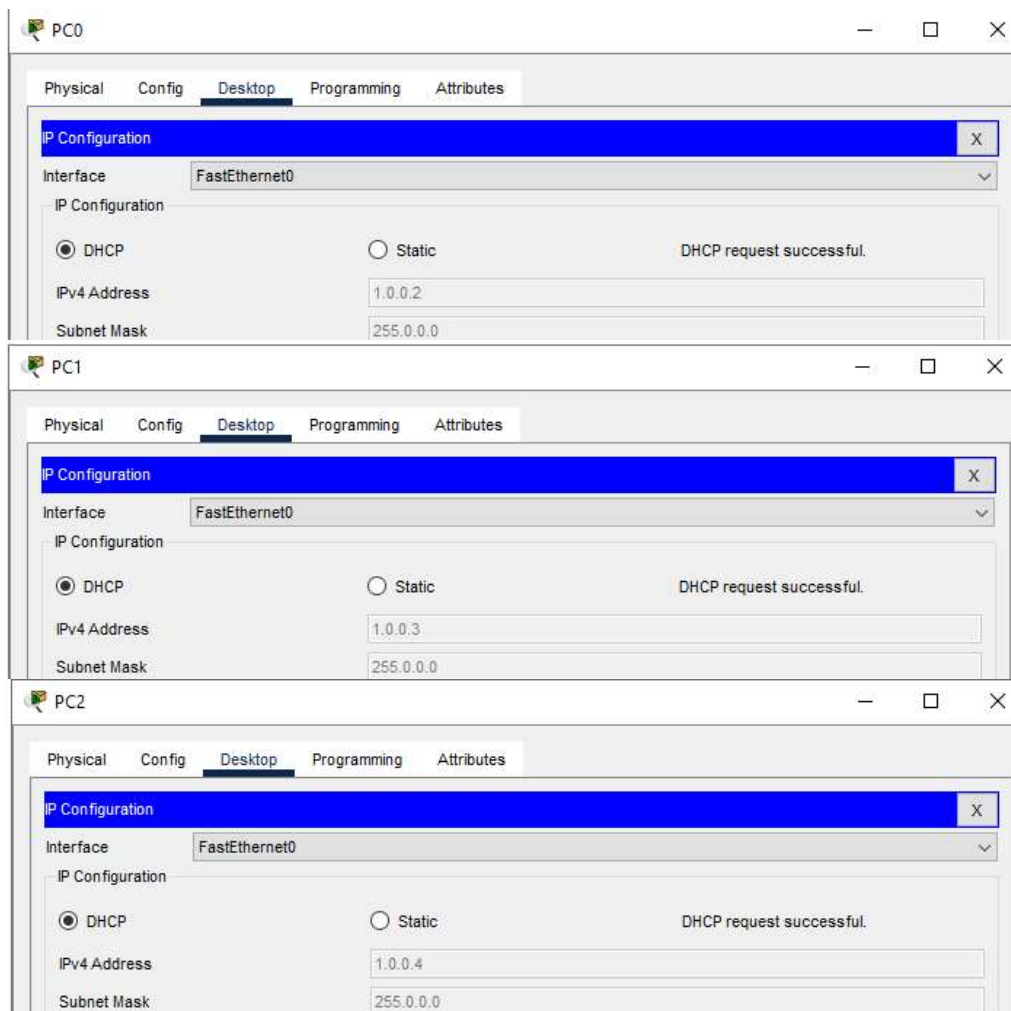 PC0
Physical Config Desktop Programming Attributes
IP Configuration X
Interface FastEthernet0
IP Configuration
DHCP Static DHCP request successful.
IPv4 Address 1.0.0.2
Subnet Mask 255.0.0.0
PC1
Physical Config Desktop Programming Attributes
IP Configuration X
Interface FastEthernet0
IP Configuration
DHCP Static DHCP request successful.
IPv4 Address 1.0.0.3
Subnet Mask 255.0.0.0
PC2
Physical Config Desktop Programming Attributes
IP Configuration X
Interface FastEthernet0
IP Configuration
DHCP Static DHCP request successful.
IPv4 Address 1.0.0.4
Subnet Mask 255.0.0.0